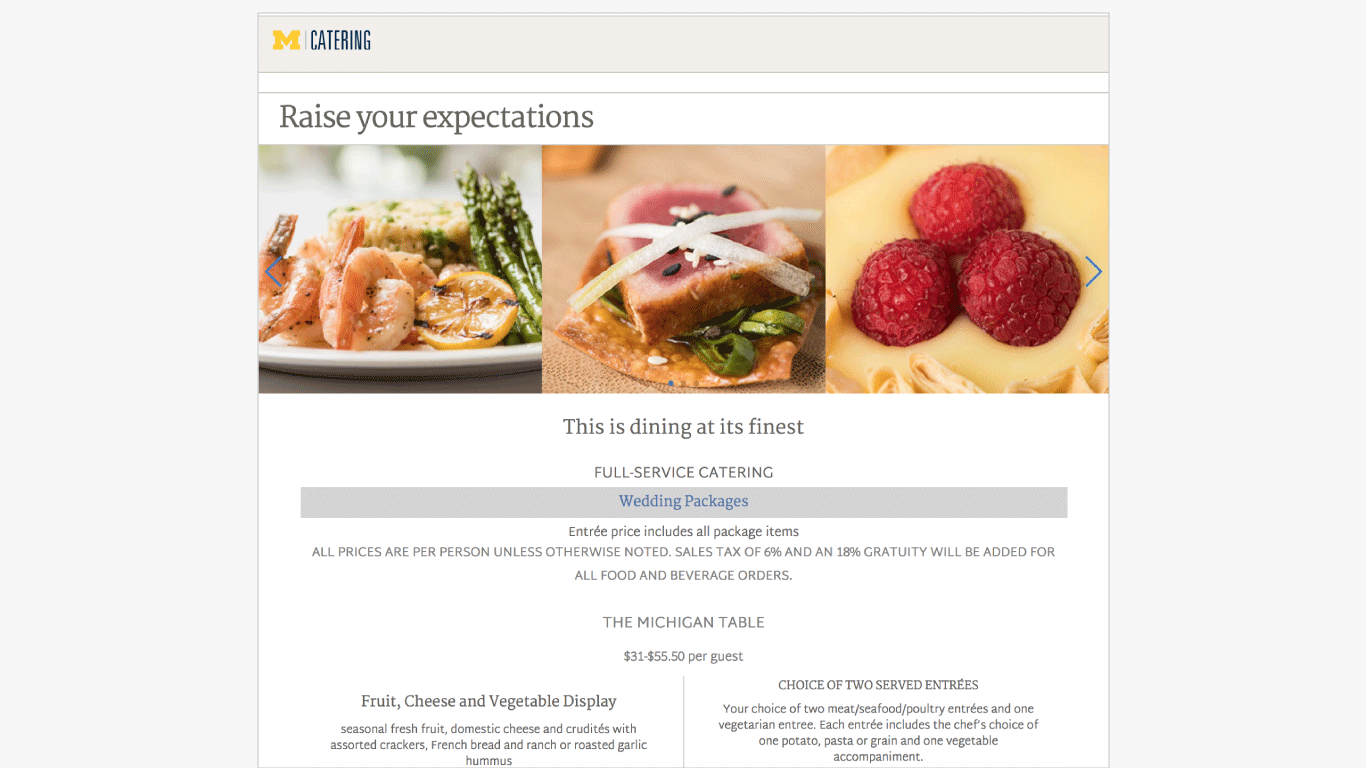 M | CATERING
Raise your expectations
This is dining at its finest
FULL-SERVICE CATERING
Wedding Packages
Entrée price includes all package items
ALL PRICES ARE PER PERSON UNLESS OTHERWISE NOTED. SALES TAX OF 6% AND AN 18% GRATUITY WILL BE ADDED FOR
ALL FOOD AND BEVERAGE ORDERS.
THE MICHIGAN TABLE
$31-$55.50 per guest
Fruit, Cheese and Vegetable Display
seasonal fresh fruit, domestic cheese and crudités with
assorted crackers, French bread and ranch or roasted garlic
hummus
CHOICE OF TWO SERVED ENTRÉES
Your choice of two meat/seafood/poultry entrées and one
vegetarian entree. Each entrée includes the chef's choice of
one potato, pasta or grain and one vegetable
accompaniment.